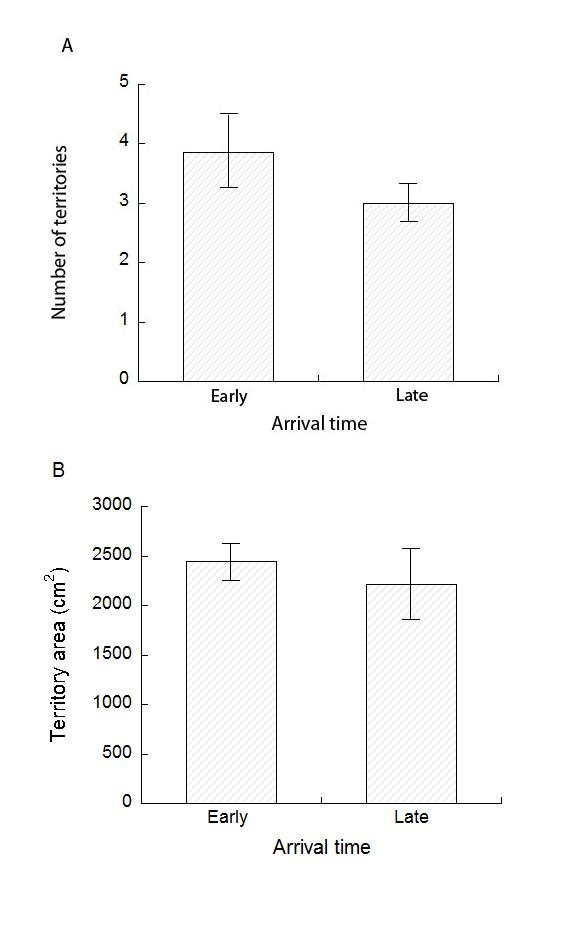 A
Number of territories
5
4
3
2
1
0
Early Late
Arrival time
B
Territory area (cm²)
3000
2500
2000
1500
1000
500
0
Early Late
Arrival time